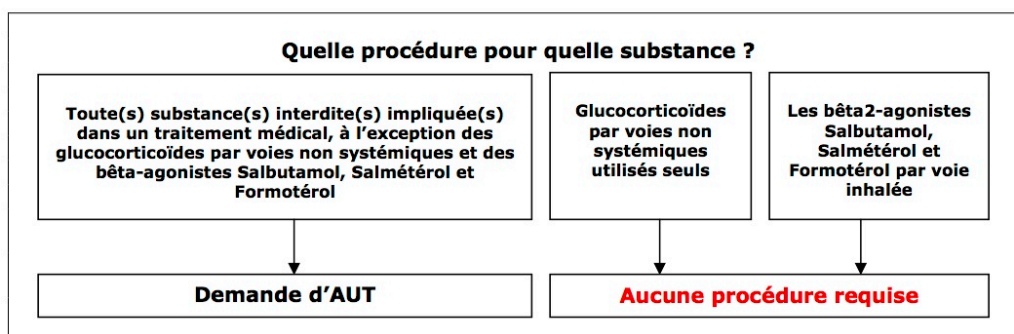 Quelle procédure pour quelle substance ?
Toute(s) substance(s) interdite(s) impliquée(s)
dans un traitement médical, à l'exception des
glucocorticoïdes par voies non systémiques et des
bêta-agonistes Salbutamol, Salmétérol et
Formotérol
Glucocorticoïdes
par voies non
systémiques
utilisés seuls
Les bêta2-agonistes
Salbutamol,
Salmétérol et
Formotérol par voie
inhalée
Demande d'AUT
Aucune procédure requise